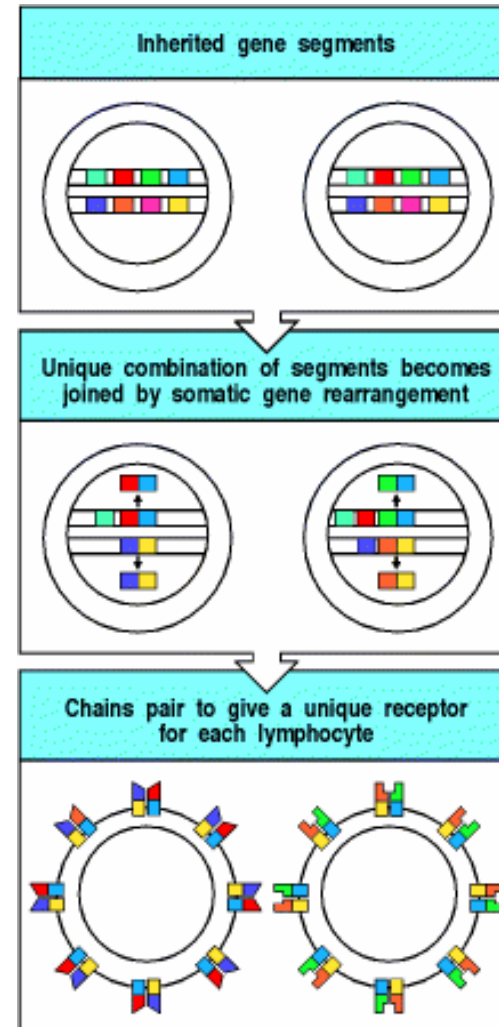 Inherited gene segments
Unique combination of segments becomes
joined by somatic gene rearrangement
Chains pair to give a unique receptor
for each lymphocyte